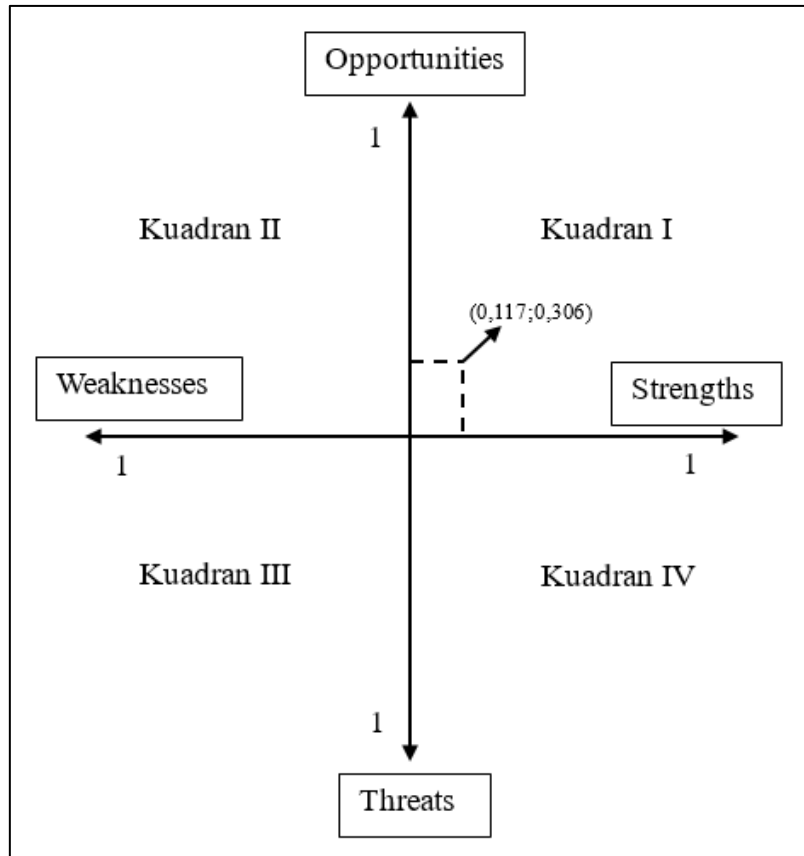 Opportunities
1
Kuadran II
Kuadran I
(0,117;0,306)
Weaknesses
Strengths
1
1
Kuadran III
Kuadran IV
1
Threats